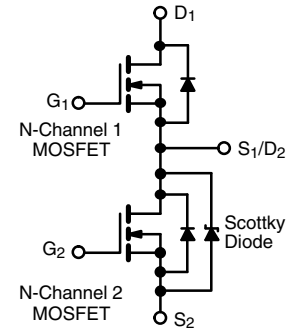 D1
G1
N-Channel 1
MOSFET
S1/D2
G2
Scottky
Diode
N-Channel 2
MOSFET
S2